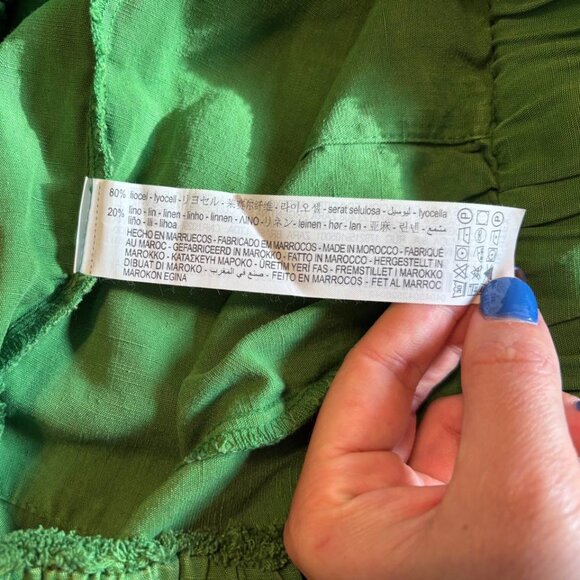 80% liocel - lyocell - リヨセル - 莱赛尔纤维 - 라이오셀 - serat selulosa - ليوسيل - lyocella
20% lino - lin - linen - linho - linnen - ΛΙΝΟ - リネン - leinen - hør - lan - 亚麻 - 린넨 -
liño - lli - lihoa
HECHO EN MARRUECOS - FABRICADO EM MARROCOS - MADE IN MOROCCO - FABRIQUÉ
AU MAROC - GEFABRICEERD IN MAROKKO - FATTO IN MAROCCO - HERGESTELLT IN
MAROKKO - ΚΑΤΑΣΚΕΥΗ ΜΑΡΟΚΟ - ÜRETIM YERİ FAS - FREMSTILLET I MAROKKO
DIBUAT DI MAROKO - صنع في المغرب - FEITO EN MARROCOS - FET AL MARROC
MAROKON EGINA